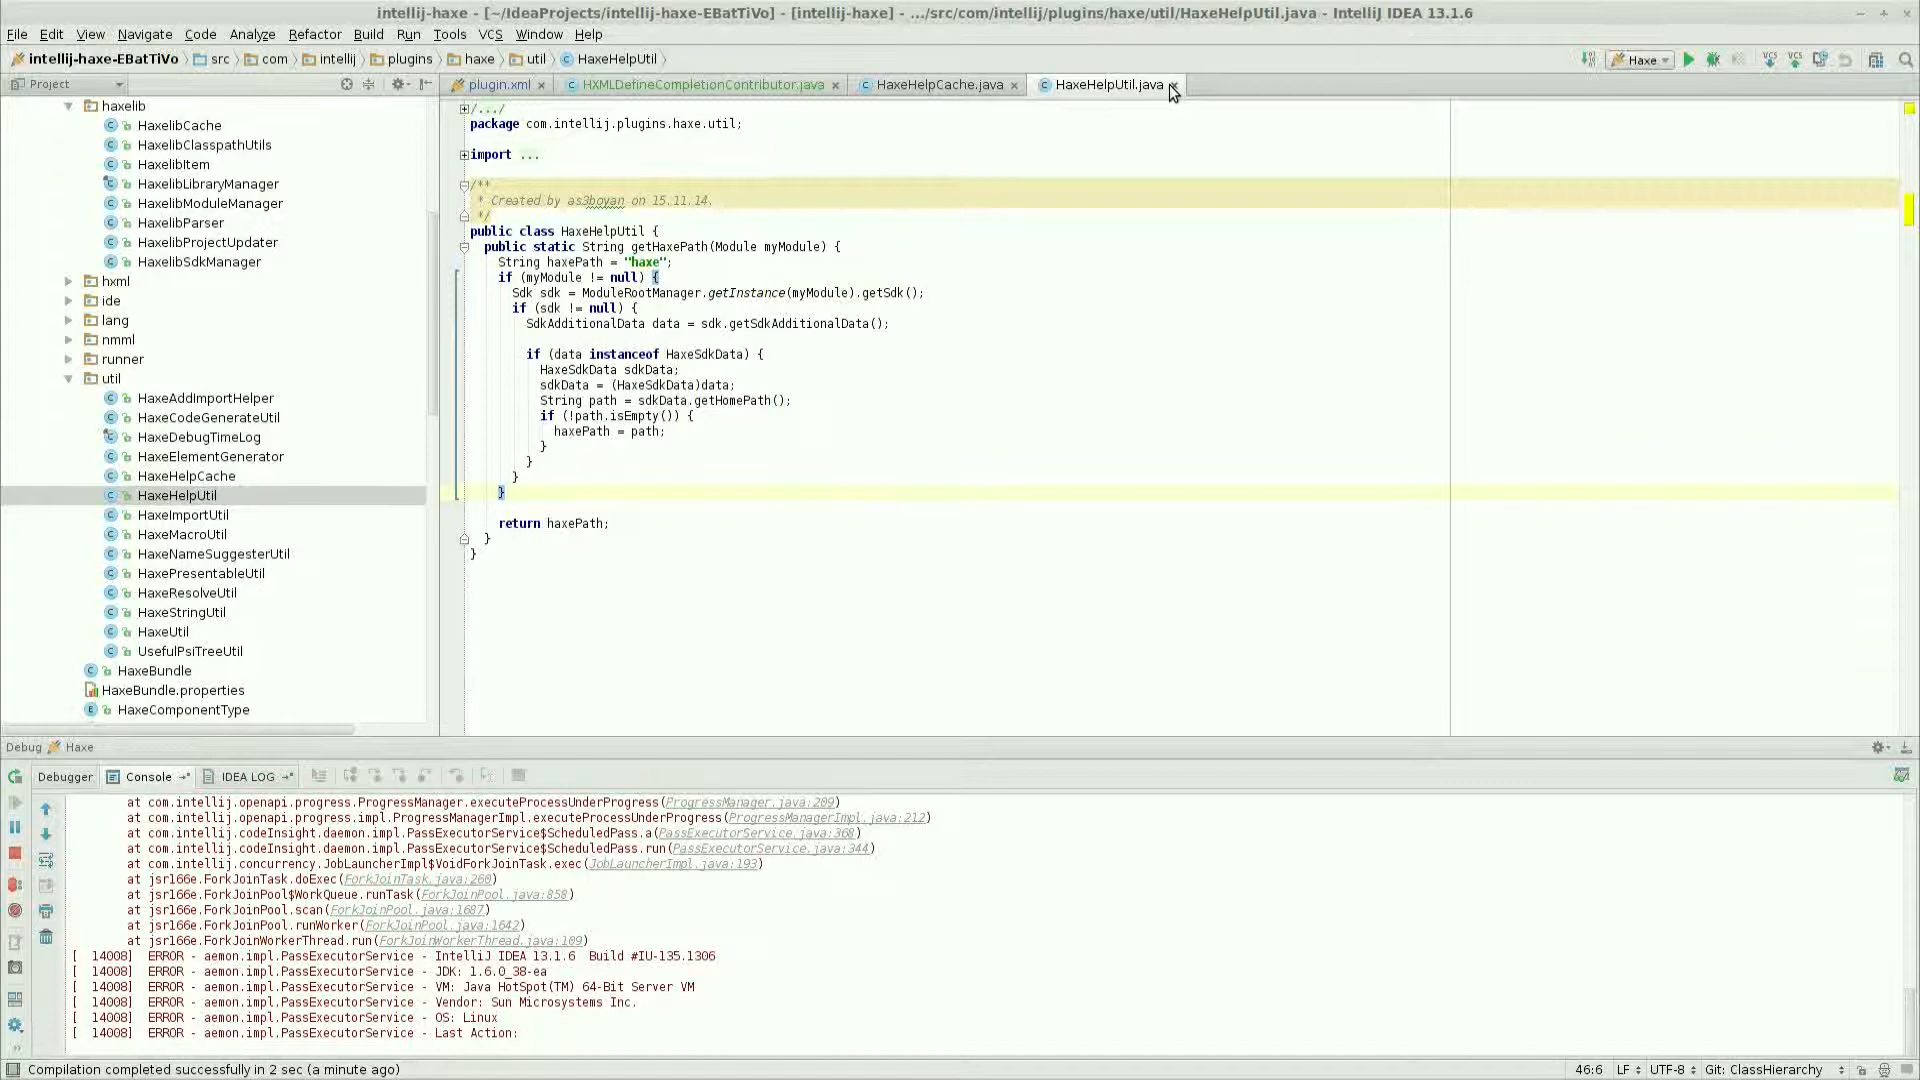 intellij-haxe - [~/IdeaProjects/intellij-haxe-EBatTiVo] - [intellij-haxe] - .../src/com/intellij/plugins/haxe/util/HaxeHelpUtil.java - IntelliJ IDEA 13.1.6
File Edit View Navigate Code Analyze Refactor Build Run Tools VCS Window Help
intellij-haxe-EBatTiVo src com intellij plugins haxe util HaxeHelpUtil Haxe VCS VCS
Project plugin.xml HXMLDefineCompletionContributor.java HaxeHelpCache.java HaxeHelpUtil.java
haxelib
HaxelibCache
HaxelibClasspathUtils
HaxelibItem
HaxelibLibraryManager
HaxelibModuleManager
HaxelibParser
HaxelibProjectUpdater
HaxelibSdkManager
hxml
ide
lang
nmml
runner
util
HaxeAddImportHelper
HaxeCodeGenerateUtil
HaxeDebugTimeLog
HaxeElementGenerator
HaxeHelpCache
HaxeHelpUtil
HaxeImportUtil
HaxeMacroUtil
HaxeNameSuggesterUtil
HaxePresentableUtil
HaxeResolveUtil
HaxeStringUtil
HaxeUtil
UsefulPsiTreeUtil
HaxeBundle
HaxeBundle.properties
HaxeComponentType
/.../
package com.intellij.plugins.haxe.util;
import ...
/**
* Created by as3boyan on 15.11.14.
*/
public class HaxeHelpUtil {
public static String getHaxePath(Module myModule) {
String haxePath = "haxe";
if (myModule != null) {
Sdk sdk = ModuleRootManager.getInstance(myModule).getSdk();
if (sdk != null) {
SdkAdditionalData data = sdk.getSdkAdditionalData();
if (data instanceof HaxeSdkData) {
HaxeSdkData sdkData;
sdkData = (HaxeSdkData)data;
String path = sdkData.getHomePath();
if (!path.isEmpty()) {
haxePath = path;
}
}
}
}
return haxePath;
}
}
Debug Haxe
Debugger Console IDEA LOG
at com.intellij.openapi.progress.ProgressManager.executeProcessUnderProgress(ProgressManager.java:209)
at com.intellij.openapi.progress.impl.ProgressManagerImpl.executeProcessUnderProgress(ProgressManagerImpl.java:212)
at com.intellij.codeInsight.daemon.impl.PassExecutorService$ScheduledPass.a(PassExecutorService.java:368)
at com.intellij.codeInsight.daemon.impl.PassExecutorService$ScheduledPass.run(PassExecutorService.java:344)
at com.intellij.concurrency.JobLauncherImpl$VoidForkJoinTask.exec(JobLauncherImpl.java:193)
at jsr166e.ForkJoinTask.doExec(ForkJoinTask.java:260)
at jsr166e.ForkJoinPool$WorkQueue.runTask(ForkJoinPool.java:858)
at jsr166e.ForkJoinPool.scan(ForkJoinPool.java:1687)
at jsr166e.ForkJoinPool.runWorker(ForkJoinPool.java:1642)
at jsr166e.ForkJoinWorkerThread.run(ForkJoinWorkerThread.java:109)
[ 14008] ERROR - aemon.impl.PassExecutorService - IntelliJ IDEA 13.1.6 Build #IU-135.1306
[ 14008] ERROR - aemon.impl.PassExecutorService - JDK: 1.6.0_38-ea
[ 14008] ERROR - aemon.impl.PassExecutorService - VM: Java HotSpot(TM) 64-Bit Server VM
[ 14008] ERROR - aemon.impl.PassExecutorService - Vendor: Sun Microsystems Inc.
[ 14008] ERROR - aemon.impl.PassExecutorService - OS: Linux
[ 14008] ERROR - aemon.impl.PassExecutorService - Last Action:
Compilation completed successfully in 2 sec (a minute ago) 46:6 LF UTF-8 Git: ClassHierarchy